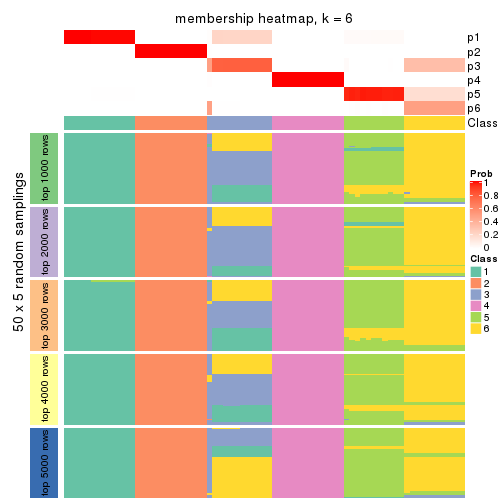 membership heatmap, k = 6
p1
p2
p3
p4
p5
p6
Class
50 x 5 random samplings
top 1000 rows
top 2000 rows
top 3000 rows
top 4000 rows
top 5000 rows
Prob
1
0.8
0.6
0.4
0.2
0
Class
1
2
3
4
5
6